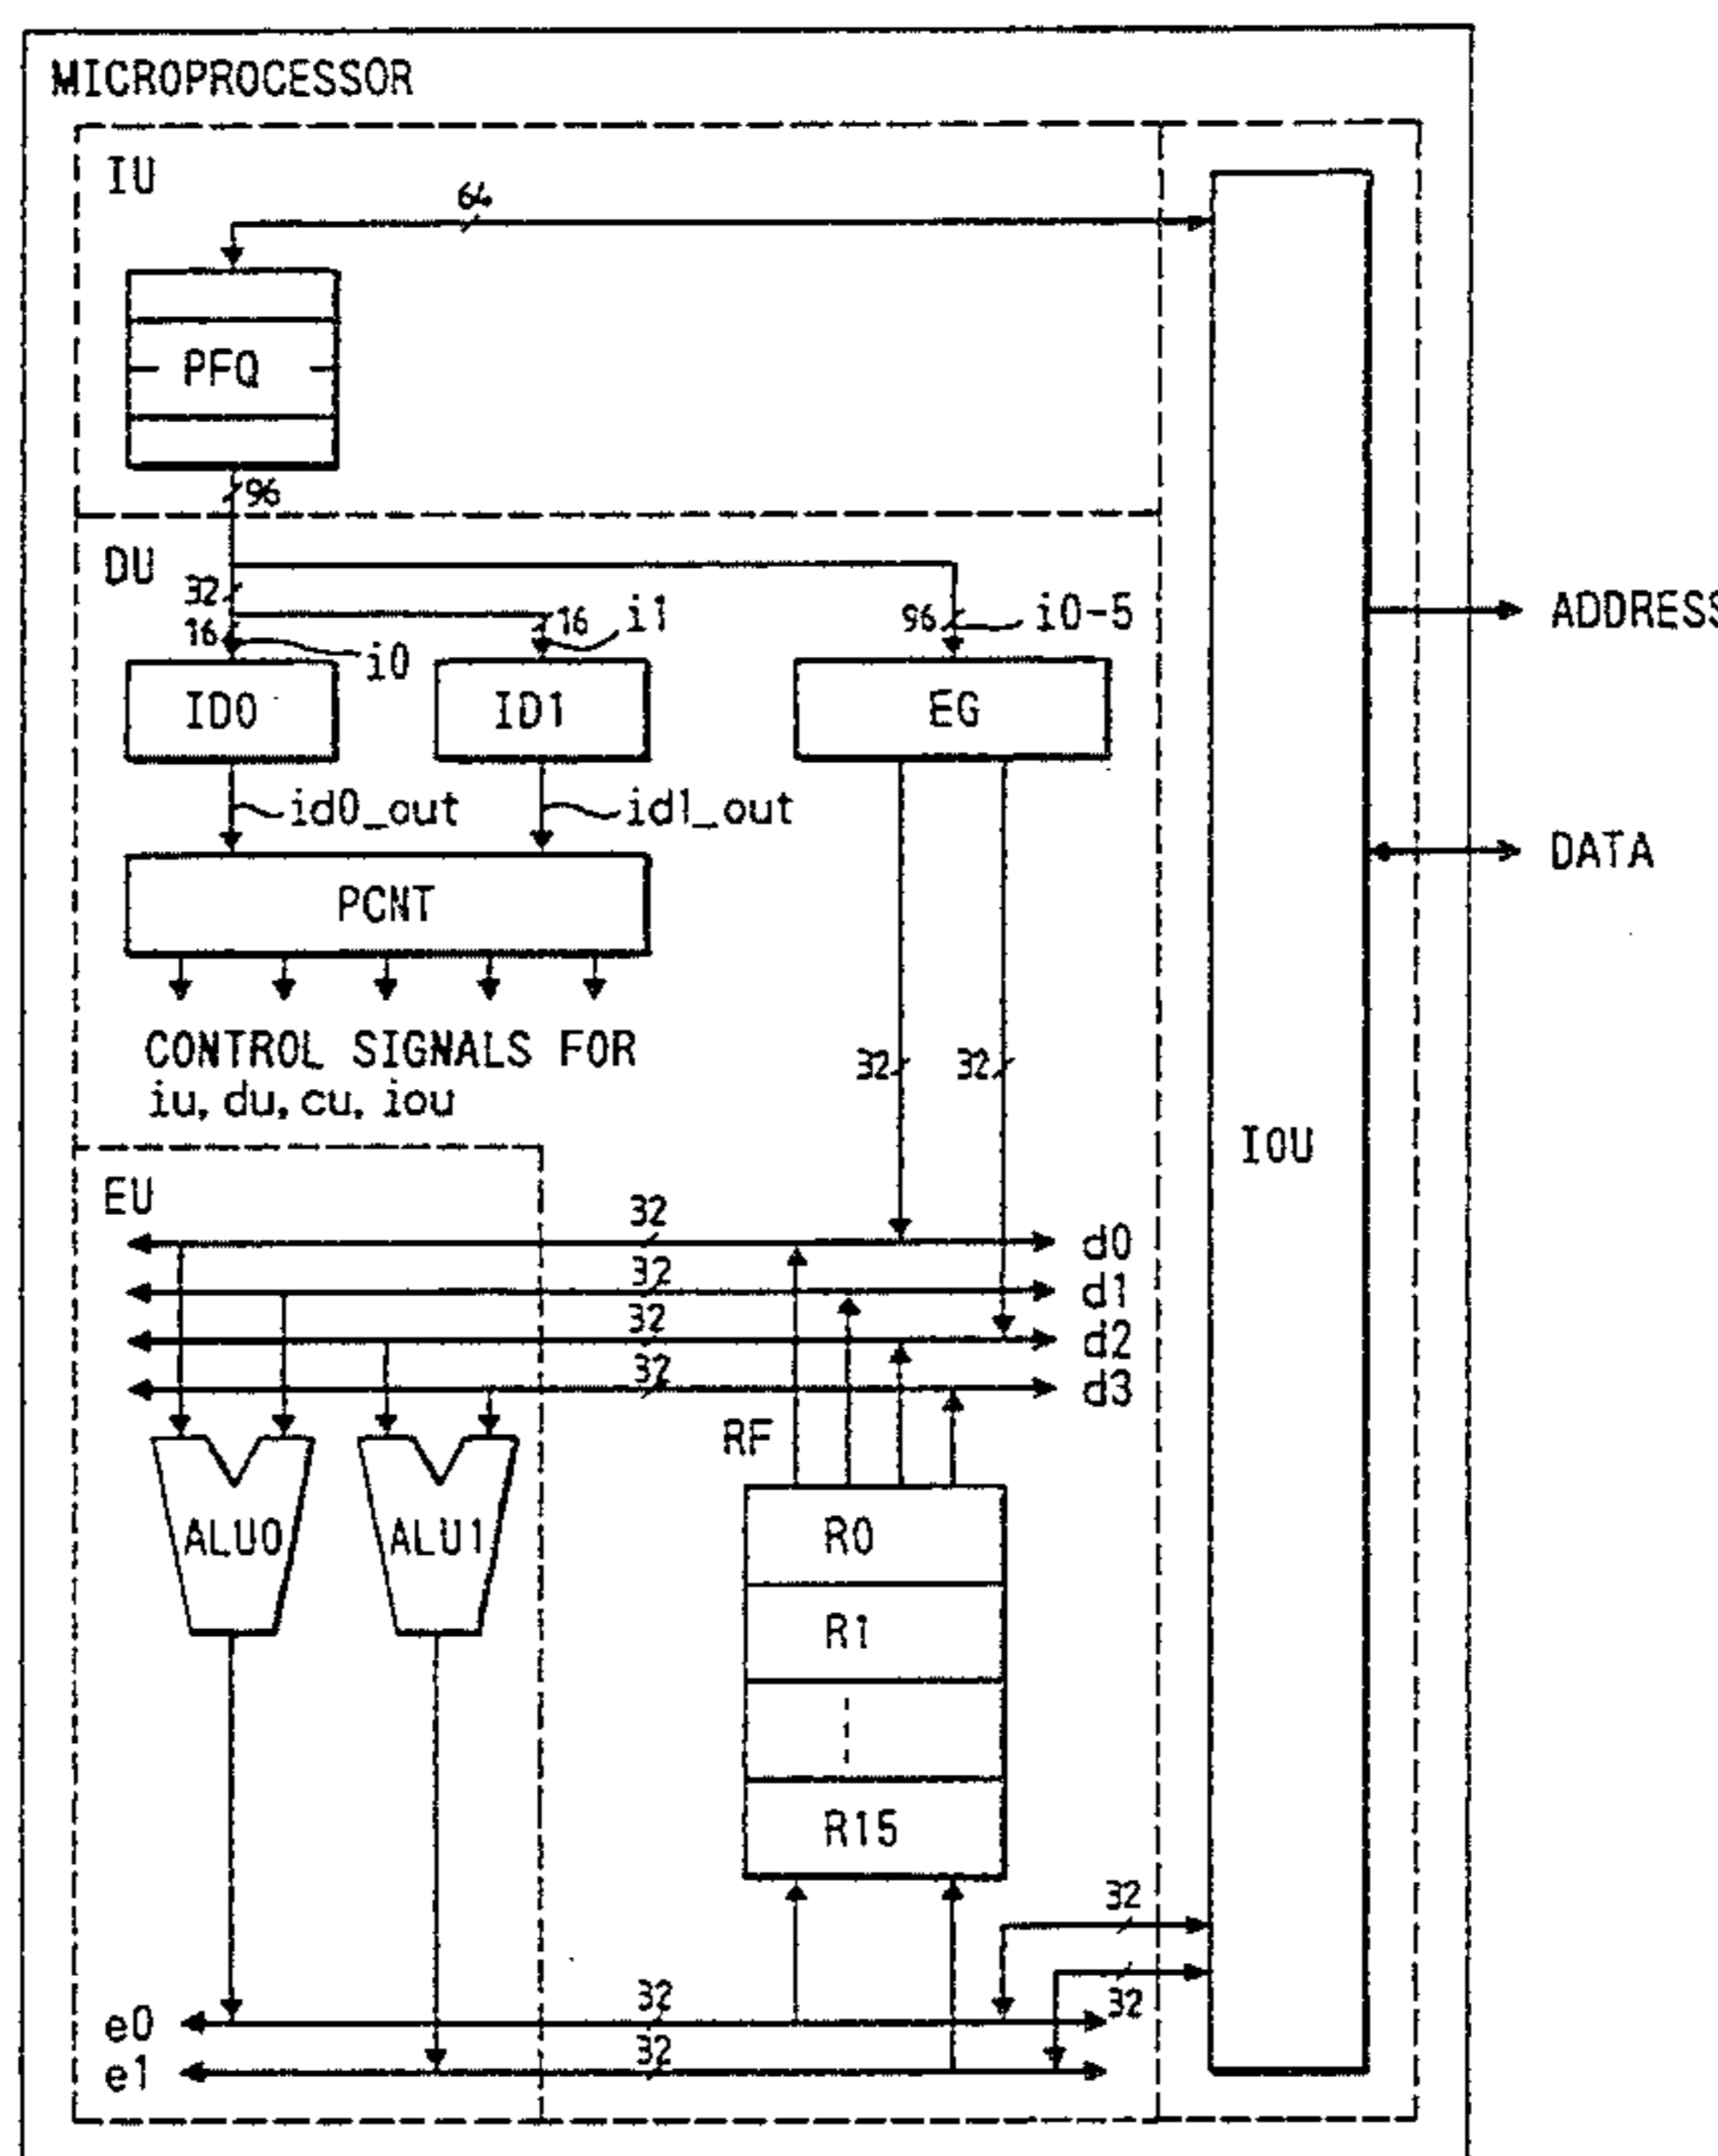 MICROPROCESSOR
IU
64
PFQ
96
DU
32
16
i0
16
i1
96
i0-5
ID0
ID1
EG
id0_out
id1_out
PCNT
CONTROL SIGNALS FOR
iu, du, cu, iou
32
32
IOU
ADDRESS
DATA
EU
32
d0
32
d1
32
d2
32
d3
RF
ALU0
ALU1
R0
R1
R15
32
32
e0
32
e1
32